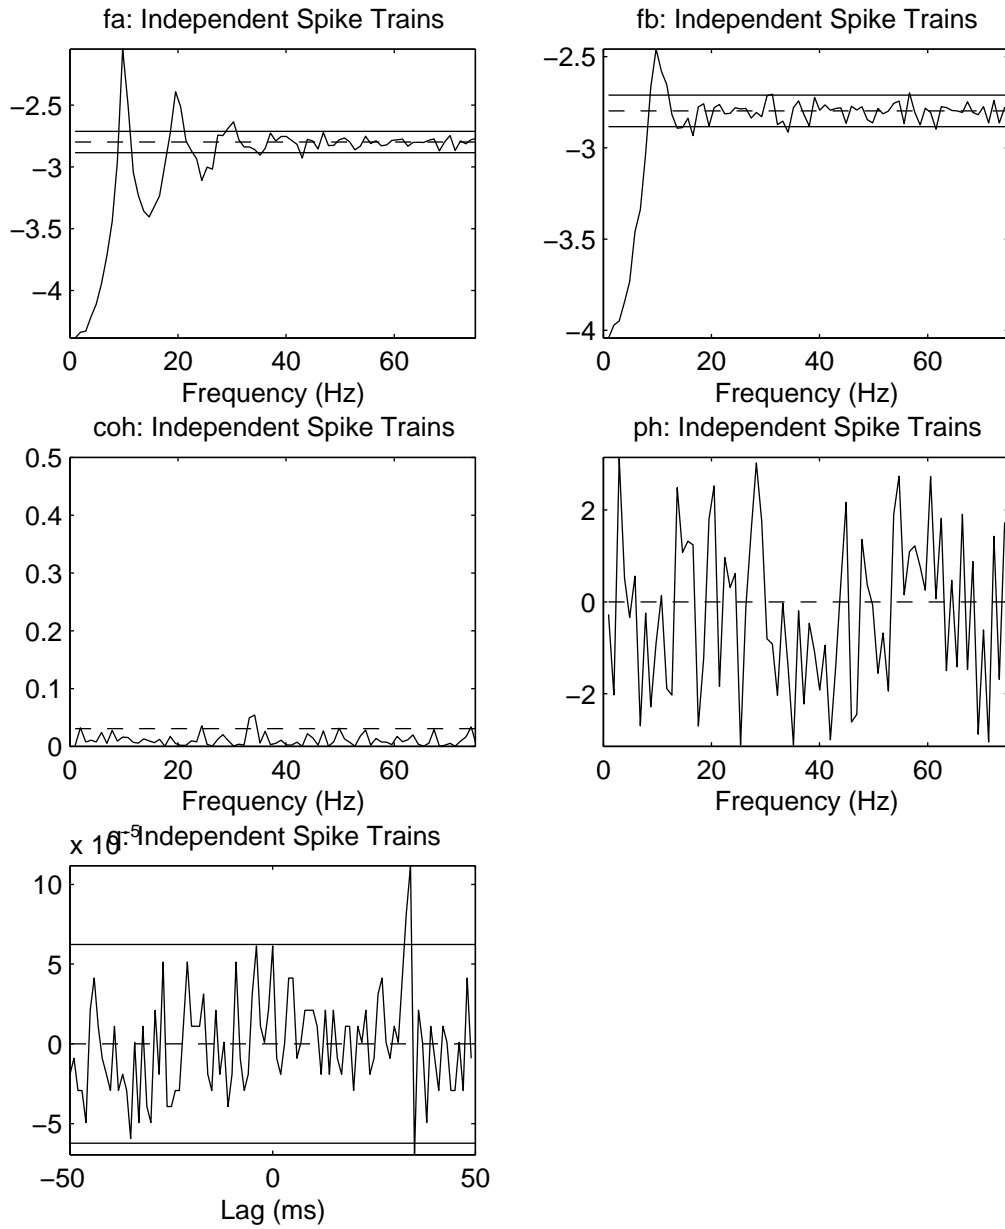 fa: Independent Spike Trains
−2.5
−3
−3.5
−4
0 20 40 60
Frequency (Hz)
fb: Independent Spike Trains
−2.5
−3
−3.5
−4
0 20 40 60
Frequency (Hz)
coh: Independent Spike Trains
0.5
0.4
0.3
0.2
0.1
0
0 20 40 60
Frequency (Hz)
ph: Independent Spike Trains
2
0
−2
0 20 40 60
Frequency (Hz)
x 10−5
Independent Spike Trains
10
5
0
−5
−50 0 50
Lag (ms)